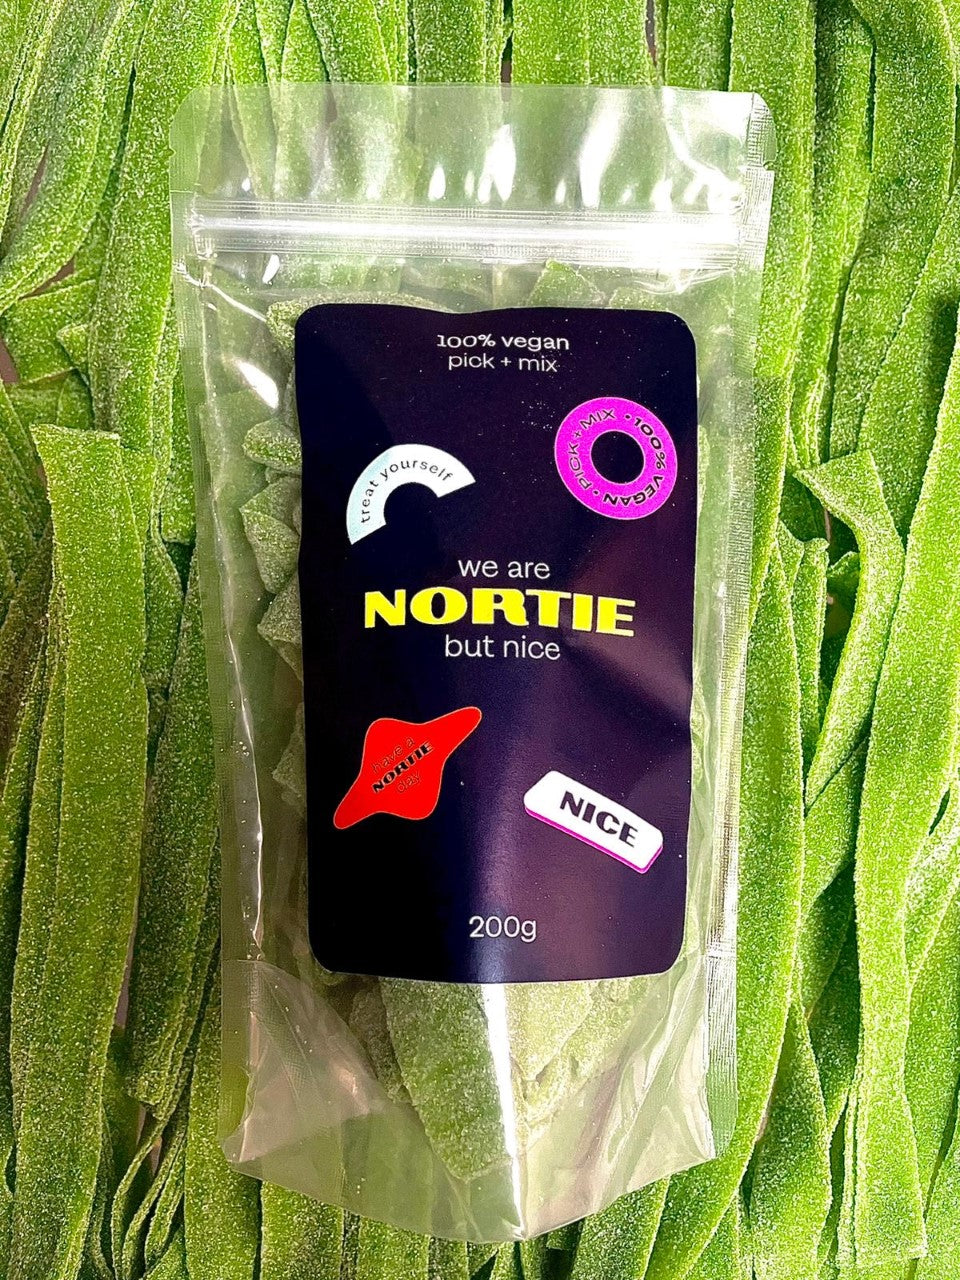 100% vegan
pick + mix
PICK + MIX • 100% VEGAN •
treat yourself
we are
NORTIE
but nice
have a
NORTIE
day
NICE
200g